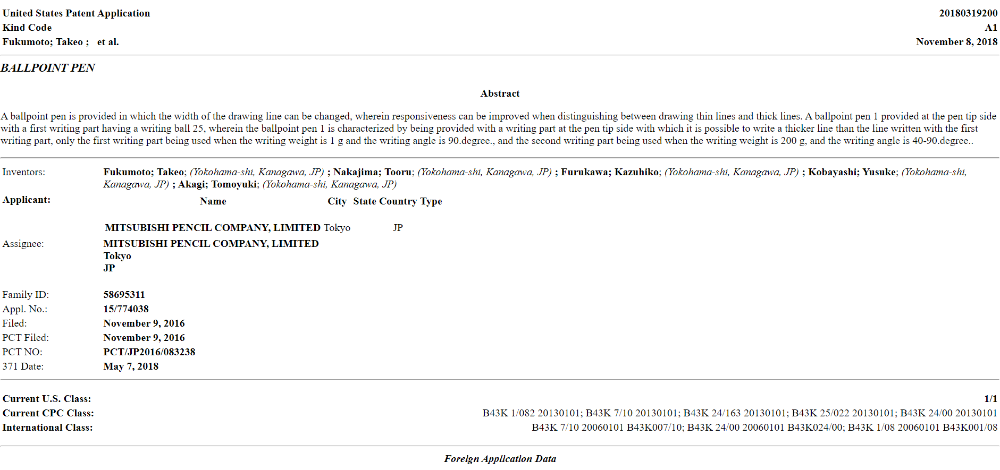 United States Patent Application 20180319200
Kind Code A1
Fukumoto; Takeo ; et al. November 8, 2018
BALLPOINT PEN
Abstract
A ballpoint pen is provided in which the width of the drawing line can be changed, wherein responsiveness can be improved when distinguishing between drawing thin lines and thick lines. A ballpoint pen 1 provided at the pen tip side
with a first writing part having a writing ball 25, wherein the ballpoint pen 1 is characterized by being provided with a writing part at the pen tip side with which it is possible to write a thicker line than the line written with the first
writing part, only the first writing part being used when the writing weight is 1 g and the writing angle is 90.degree., and the second writing part being used when the writing weight is 200 g, and the writing angle is 40-90.degree..
Inventors: Fukumoto; Takeo; (Yokohama-shi, Kanagawa, JP) ; Nakajima; Tooru; (Yokohama-shi, Kanagawa, JP) ; Furukawa; Kazuhiko; (Yokohama-shi, Kanagawa, JP) ; Kobayashi; Yusuke; (Yokohama-shi,
Kanagawa, JP) ; Akagi; Tomoyuki; (Yokohama-shi, Kanagawa, JP)
Applicant: Name City State Country Type
MITSUBISHI PENCIL COMPANY, LIMITED Tokyo JP
Assignee: MITSUBISHI PENCIL COMPANY, LIMITED
Tokyo
JP
Family ID: 58695311
Appl. No.: 15/774038
Filed: November 9, 2016
PCT Filed: November 9, 2016
PCT NO: PCT/JP2016/083238
371 Date: May 7, 2018
Current U.S. Class: 1/1
Current CPC Class: B43K 1/082 20130101; B43K 7/10 20130101; B43K 24/163 20130101; B43K 25/022 20130101; B43K 24/00 20130101
International Class: B43K 7/10 20060101 B43K007/10; B43K 24/00 20060101 B43K024/00; B43K 1/08 20060101 B43K001/08
Foreign Application Data